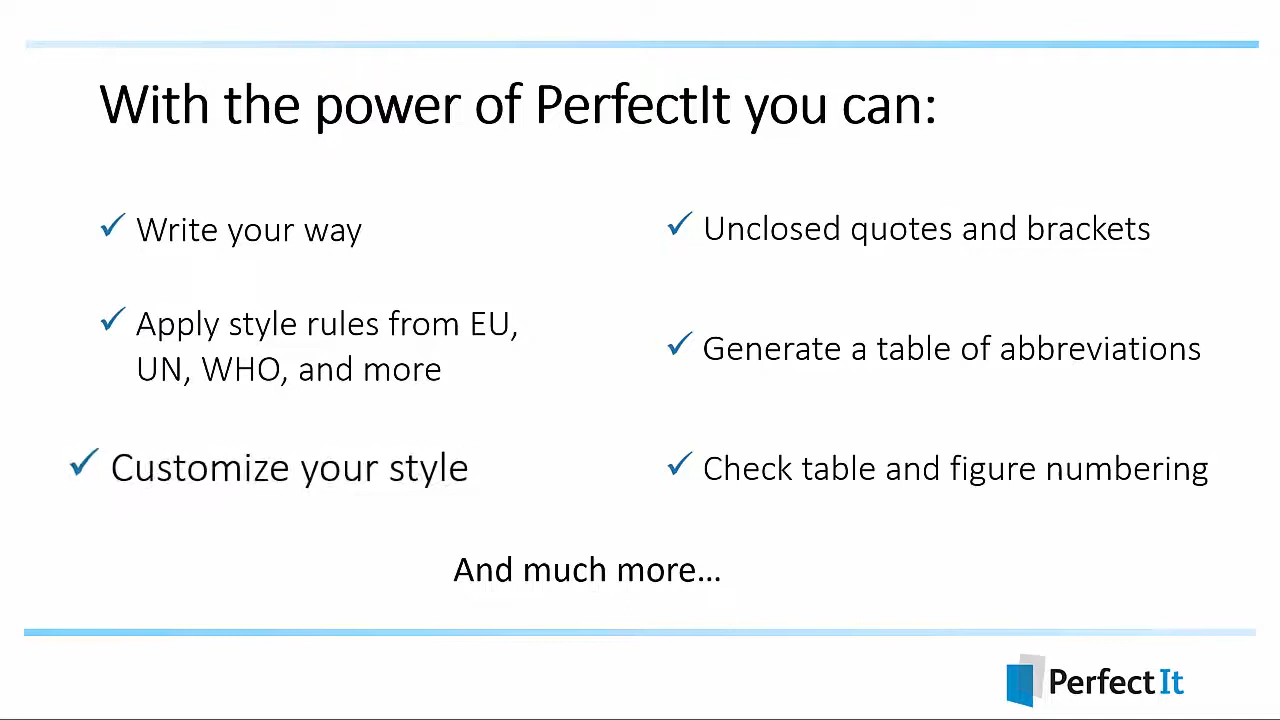 With the power of PerfectIt you can:
Write your way
Apply style rules from EU,
UN, WHO, and more
Customize your style
Unclosed quotes and brackets
Generate a table of abbreviations
Check table and figure numbering
And much more…
PerfectIt